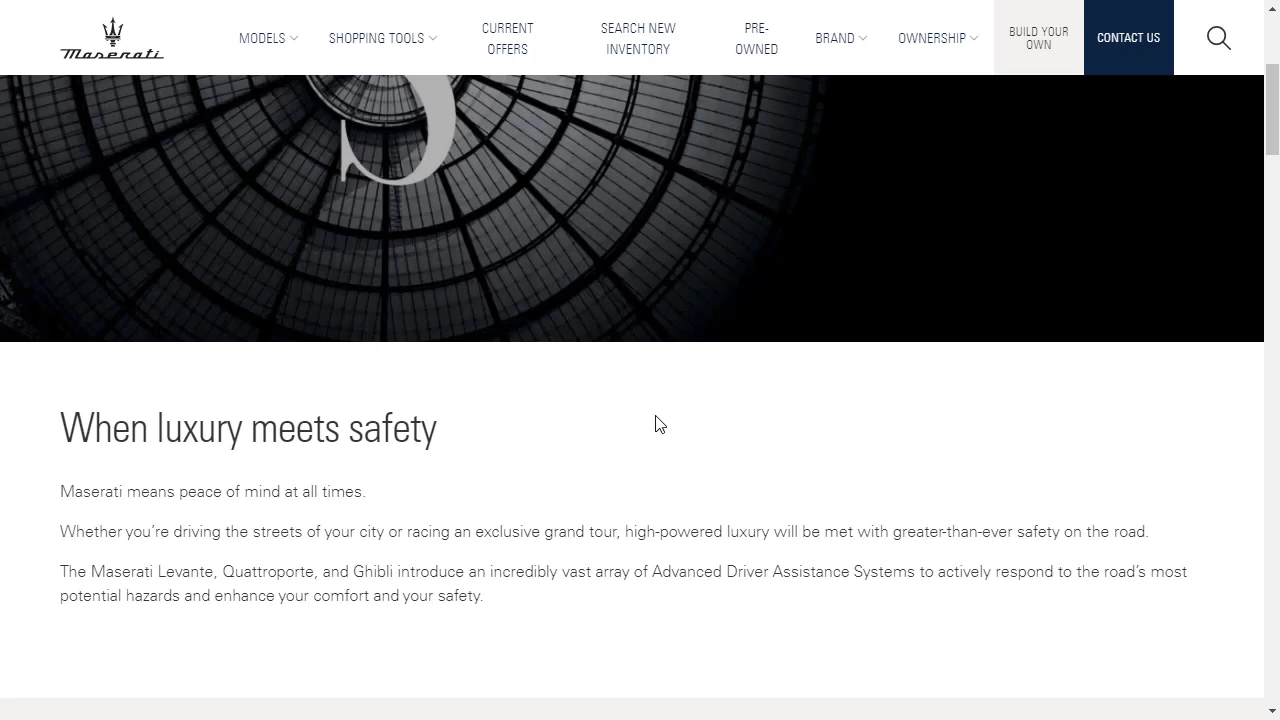 Maserati
MODELS
SHOPPING TOOLS
CURRENT
OFFERS
SEARCH NEW
INVENTORY
PRE-
OWNED
BRAND
OWNERSHIP
BUILD YOUR
OWN
CONTACT US
S
When luxury meets safety
Maserati means peace of mind at all times.
Whether you’re driving the streets of your city or racing an exclusive grand tour, high-powered luxury will be met with greater-than-ever safety on the road.
The Maserati Levante, Quattroporte, and Ghibli introduce an incredibly vast array of Advanced Driver Assistance Systems to actively respond to the road’s most
potential hazards and enhance your comfort and your safety.